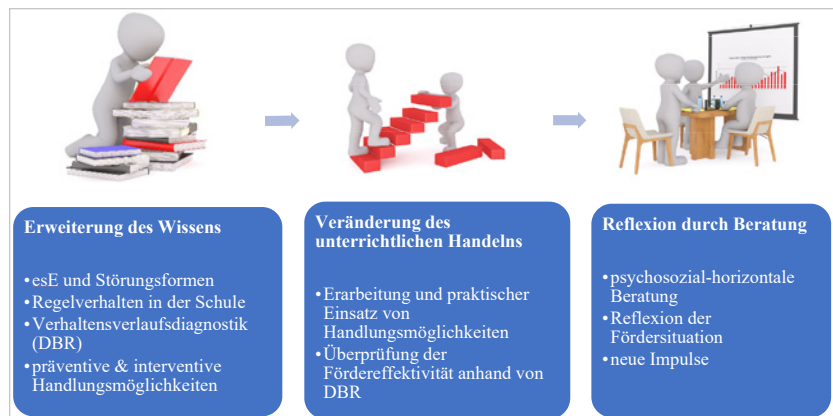 Erweiterung des Wissens
•esE und Störungsformen
•Regelverhalten in der Schule
•Verhaltensverlaufsdiagnostik
(DBR)
•präventive & interventive
Handlungsmöglichkeiten
Veränderung des
unterrichtlichen Handelns
•Erarbeitung und praktischer
Einsatz von
Handlungsmöglichkeiten
•Überprüfung der
Fördereffektivität anhand von
DBR
Reflexion durch Beratung
•psychosozial-horizontale
Beratung
•Reflexion der
Fördersituation
•neue Impulse